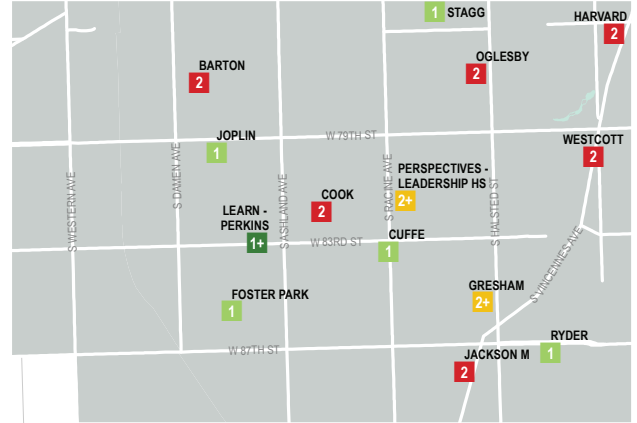 1 STAGG
HARVARD
2
BARTON
2
OGLESBY
2
W 79TH ST
JOPLIN
1
WESTCOTT
2
S WESTERN AVE
S DAMEN AVE
S ASHLAND AVE
S RACINE AVE
S HALSTED ST
PERSPECTIVES -
LEADERSHIP HS
2+
COOK
2
LEARN -
PERKINS
1+
W 83RD ST
CUFFE
1
S VINCENNES AVE
GRESHAM
2+
FOSTER PARK
1
W 87TH ST
RYDER
1
JACKSON M
2